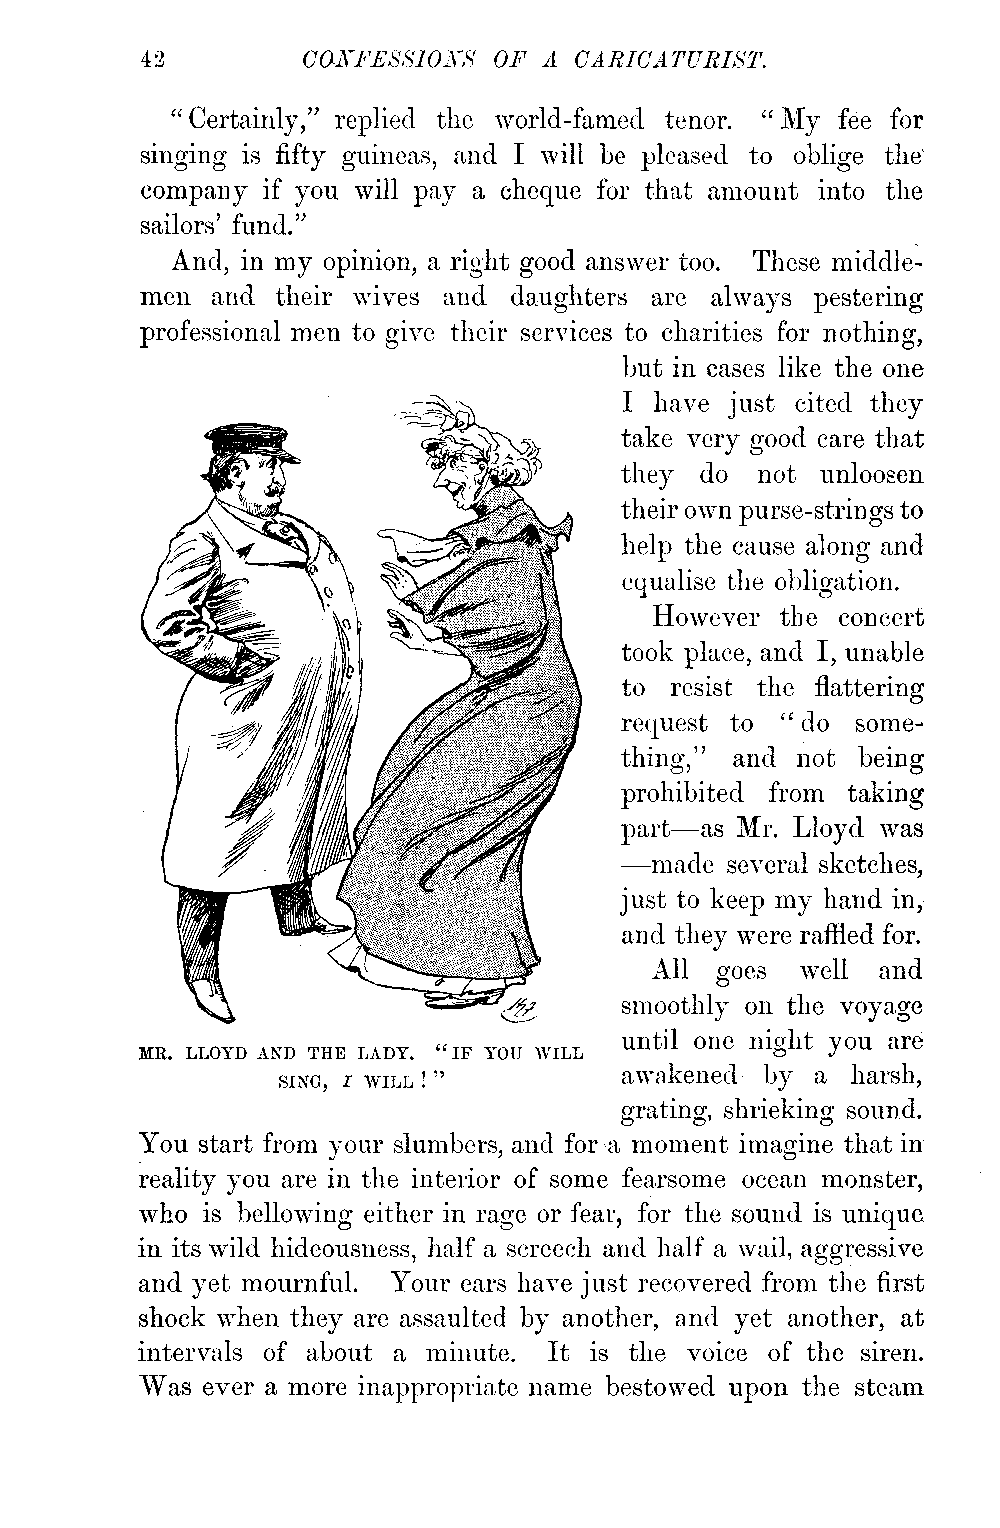 42 CONFESSIONS OF A CARICATURIST.
“Certainly,” replied the world-famed tenor. “My fee for
singing is fifty guineas, and I will be pleased to oblige the
company if you will pay a cheque for that amount into the
sailors’ fund.”
And, in my opinion, a right good answer too. These middle-
men and their wives and daughters are always pestering
professional men to give their services to charities for nothing,
but in cases like the one
I have just cited they
take very good care that
they do not unloosen
their own purse-strings to
help the cause along and
equalise the obligation.
However the concert
took place, and I, unable
to resist the flattering
request to “do some-
thing,” and not being
prohibited from taking
part—as Mr. Lloyd was
—made several sketches,
just to keep my hand in,
and they were raffled for.
All goes well and
smoothly on the voyage
until one night you are
awakened by a harsh,
grating, shrieking sound.
MR. LLOYD AND THE LADY. “IF YOU WILL
SING, I WILL!”
You start from your slumbers, and for a moment imagine that in
reality you are in the interior of some fearsome ocean monster,
who is bellowing either in rage or fear, for the sound is unique
in its wild hideousness, half a screech and half a wail, aggressive
and yet mournful. Your ears have just recovered from the first
shock when they are assaulted by another, and yet another, at
intervals of about a minute. It is the voice of the siren.
Was ever a more inappropriate name bestowed upon the steam